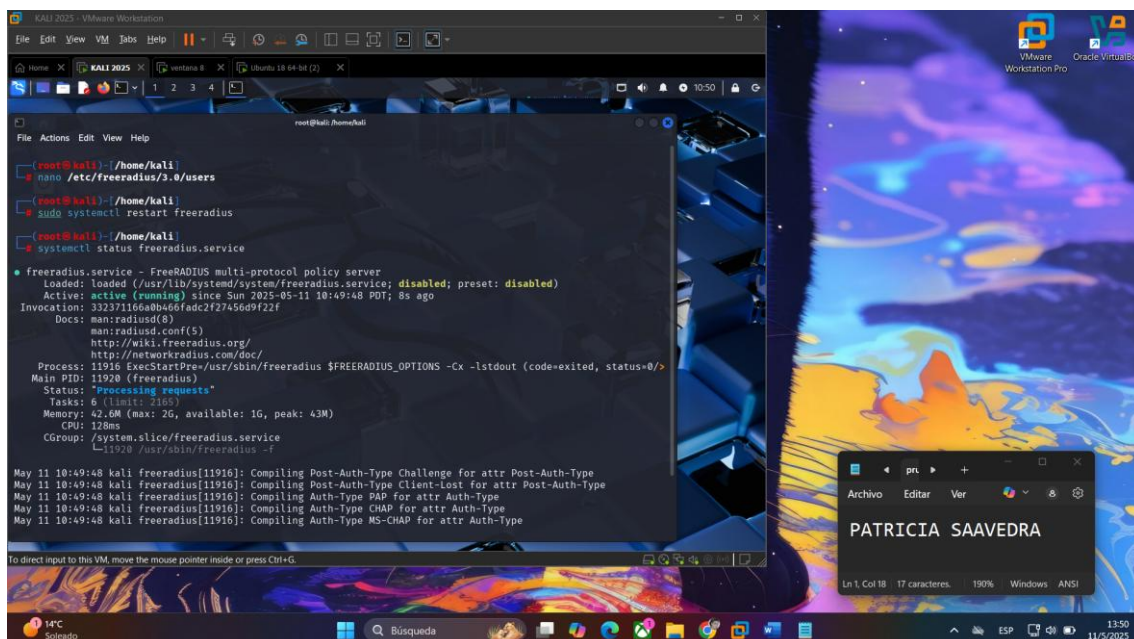 KALI 2025 - VMware Workstation
File Edit View VM Tabs Help
Home X KALI 2025 X ventana 8 X Ubuntu 18 64-bit (2) X
1 2 3 4 10:50
root@kali: /home/kali
File Actions Edit View Help
(root㉿kali)-[/home/kali]
# nano /etc/freeradius/3.0/users
(root㉿kali)-[/home/kali]
# sudo systemctl restart freeradius
(root㉿kali)-[/home/kali]
# systemctl status freeradius.service
● freeradius.service - FreeRADIUS multi-protocol policy server
Loaded: loaded (/usr/lib/systemd/system/freeradius.service; disabled; preset: disabled)
Active: active (running) since Sun 2025-05-11 10:49:48 PDT; 8s ago
Invocation: 332371166a0b466fadc2f27456d9f22f
Docs: man:radiusd(8)
man:radiusd.conf(5)
http://wiki.freeradius.org/
http://networkradius.com/doc/
Process: 11916 ExecStartPre=/usr/sbin/freeradius $FREERADIUS_OPTIONS -Cx -lstdout (code=exited, status=0/>
Main PID: 11920 (freeradius)
Status: "Processing requests"
Tasks: 6 (limit: 2165)
Memory: 42.6M (max: 2G, available: 1G, peak: 43M)
CPU: 128ms
CGroup: /system.slice/freeradius.service
└─11920 /usr/sbin/freeradius -f
May 11 10:49:48 kali freeradius[11916]: Compiling Post-Auth-Type Challenge for attr Post-Auth-Type
May 11 10:49:48 kali freeradius[11916]: Compiling Post-Auth-Type Client-Lost for attr Post-Auth-Type
May 11 10:49:48 kali freeradius[11916]: Compiling Auth-Type PAP for attr Auth-Type
May 11 10:49:48 kali freeradius[11916]: Compiling Auth-Type CHAP for attr Auth-Type
May 11 10:49:48 kali freeradius[11916]: Compiling Auth-Type MS-CHAP for attr Auth-Type
To direct input to this VM, move the mouse pointer inside or press Ctrl+G.
VMware
Workstation Pro
Oracle VirtualBo
pru
Archivo Editar Ver
PATRICIA SAAVEDRA
Ln 1, Col 18 17 caracteres. 190% Windows ANSI
1
14°C
Soleado
Búsqueda
ESP
13:50
11/5/2025